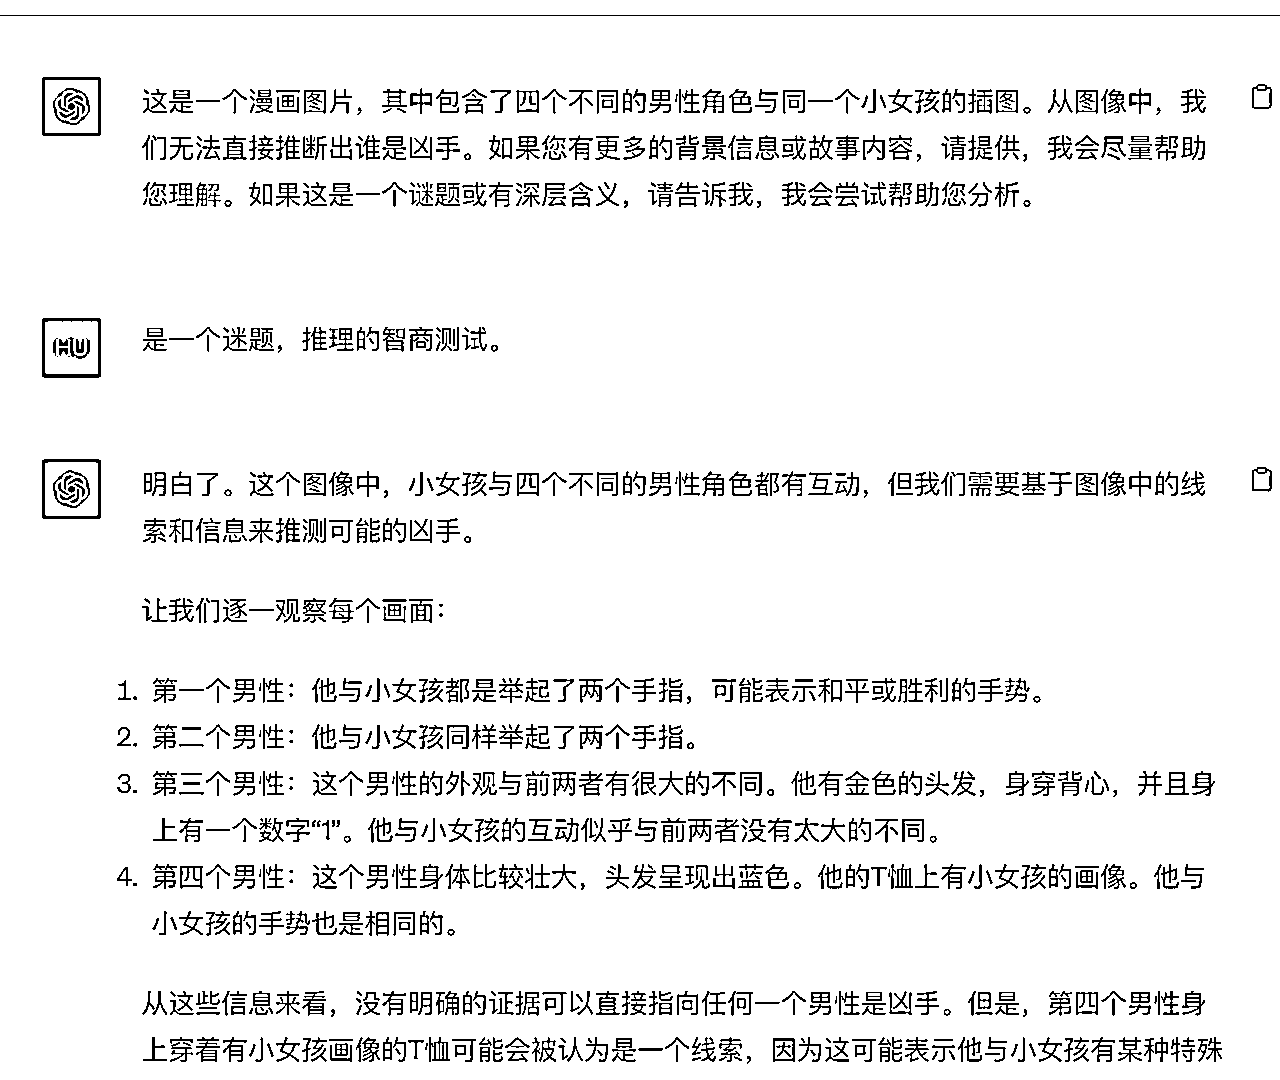 这是一个漫画图片，其中包含了四个不同的男性角色与同一个小女孩的插图。从图像中，我
们无法直接推断出谁是凶手。如果您有更多的背景信息或故事内容，请提供，我会尽量帮助
您理解。如果这是一个谜题或有深层含义，请告诉我，我会尝试帮助您分析。
HU
是一个迷题，推理的智商测试。
明白了。这个图像中，小女孩与四个不同的男性角色都有互动，但我们需要基于图像中的线
索和信息来推测可能的凶手。
让我们逐一观察每个画面：
1. 第一个男性：他与小女孩都是举起了两个手指，可能表示和平或胜利的手势。
2. 第二个男性：他与小女孩同样举起了两个手指。
3. 第三个男性：这个男性的外观与前两者有很大的不同。他有金色的头发，身穿背心，并且身
上有一个数字“1”。他与小女孩的互动似乎与前两者没有太大的不同。
4. 第四个男性：这个男性身体比较壮大，头发呈现出蓝色。他的T恤上有小女孩的画像。他与
小女孩的手势也是相同的。
从这些信息来看，没有明确的证据可以直接指向任何一个男性是凶手。但是，第四个男性身
上穿着有小女孩画像的T恤可能会被认为是一个线索，因为这可能表示他与小女孩有某种特殊